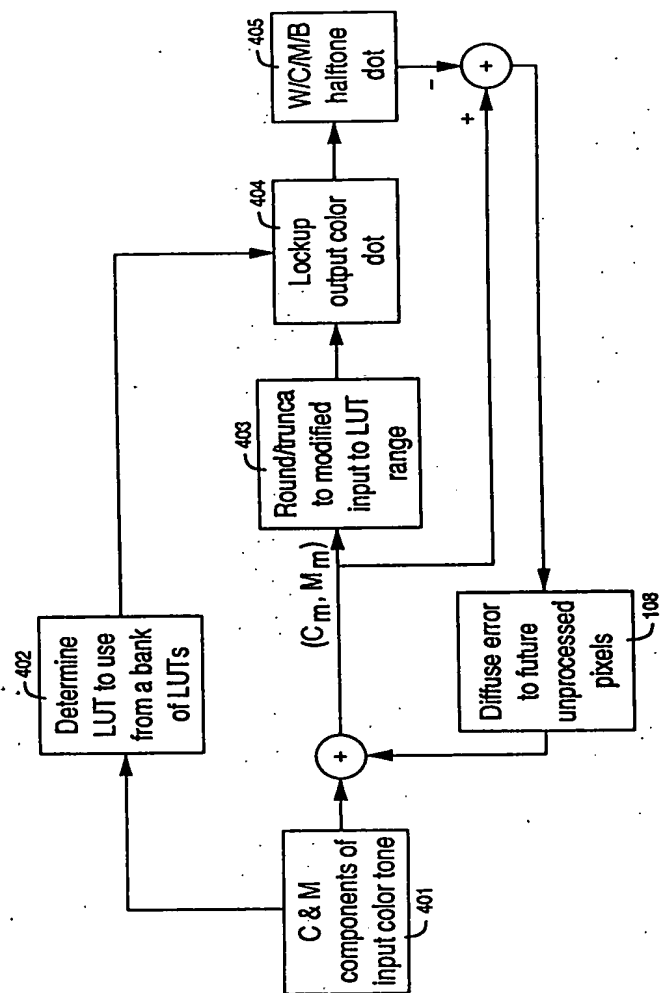 402
Determine
LUT to use
from a bank
of LUTs
C & M
components of
input color tone
401
+
(Cm, Mm)
403
Round/trunca
to modified
input to LUT
range
404
Lockup
output color
dot
405
W/C/M/B
halftone
dot
-
+
+
Diffuse error
to future
unprocessed
pixels
108